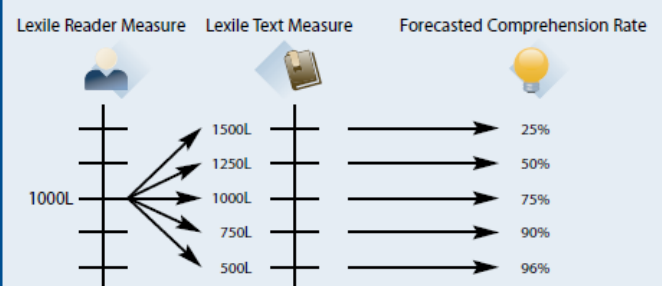 Lexile Reader Measure Lexile Text Measure Forecasted Comprehension Rate
1500L 25%
1250L 50%
1000L 1000L 75%
750L 90%
500L 96%